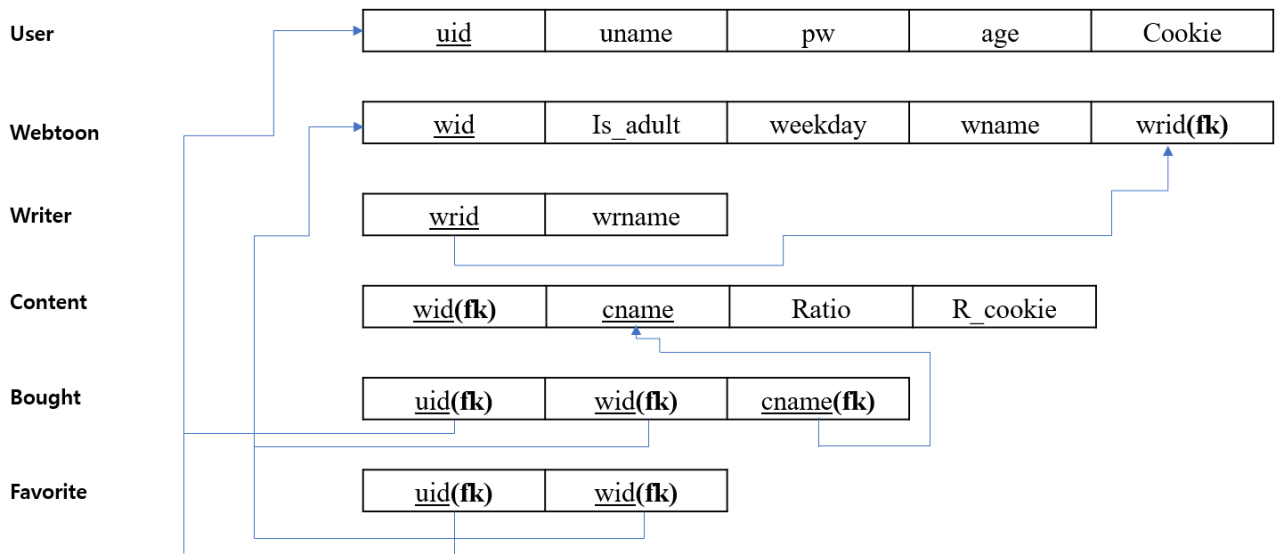 User uid uname pw age Cookie
Webtoon wid Is_adult weekday wname wrid(fk)
Writer wrid wrname
Content wid(fk) cname Ratio R_cookie
Bought uid(fk) wid(fk) cname(fk)
Favorite uid(fk) wid(fk)